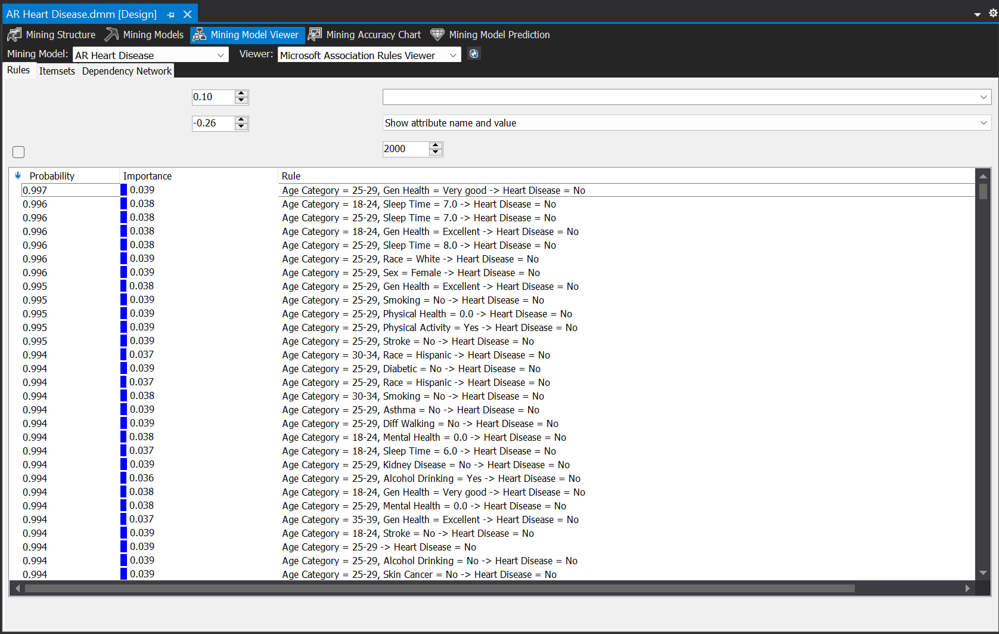 AR Heart Disease.dmm [Design]
Mining Structure Mining Models Mining Model Viewer Mining Accuracy Chart Mining Model Prediction
Mining Model: AR Heart Disease Viewer: Microsoft Association Rules Viewer
Rules Itemsets Dependency Network
0.10
-0.26 Show attribute name and value
2000
Probability Importance Rule
0.997 0.039 Age Category = 25-29, Gen Health = Very good -> Heart Disease = No
0.996 0.038 Age Category = 18-24, Sleep Time = 7.0 -> Heart Disease = No
0.996 0.038 Age Category = 25-29, Sleep Time = 7.0 -> Heart Disease = No
0.996 0.038 Age Category = 18-24, Gen Health = Excellent -> Heart Disease = No
0.996 0.038 Age Category = 25-29, Sleep Time = 8.0 -> Heart Disease = No
0.996 0.039 Age Category = 25-29, Race = White -> Heart Disease = No
0.996 0.039 Age Category = 25-29, Sex = Female -> Heart Disease = No
0.995 0.038 Age Category = 25-29, Gen Health = Excellent -> Heart Disease = No
0.995 0.039 Age Category = 25-29, Smoking = No -> Heart Disease = No
0.995 0.039 Age Category = 25-29, Physical Health = 0.0 -> Heart Disease = No
0.995 0.039 Age Category = 25-29, Physical Activity = Yes -> Heart Disease = No
0.995 0.039 Age Category = 25-29, Stroke = No -> Heart Disease = No
0.994 0.037 Age Category = 30-34, Race = Hispanic -> Heart Disease = No
0.994 0.039 Age Category = 25-29, Diabetic = No -> Heart Disease = No
0.994 0.037 Age Category = 25-29, Race = Hispanic -> Heart Disease = No
0.994 0.038 Age Category = 30-34, Smoking = No -> Heart Disease = No
0.994 0.039 Age Category = 25-29, Asthma = No -> Heart Disease = No
0.994 0.039 Age Category = 25-29, Diff Walking = No -> Heart Disease = No
0.994 0.038 Age Category = 18-24, Mental Health = 0.0 -> Heart Disease = No
0.994 0.037 Age Category = 18-24, Sleep Time = 6.0 -> Heart Disease = No
0.994 0.039 Age Category = 25-29, Kidney Disease = No -> Heart Disease = No
0.994 0.036 Age Category = 25-29, Alcohol Drinking = Yes -> Heart Disease = No
0.994 0.038 Age Category = 18-24, Gen Health = Very good -> Heart Disease = No
0.994 0.038 Age Category = 25-29, Mental Health = 0.0 -> Heart Disease = No
0.994 0.037 Age Category = 35-39, Gen Health = Excellent -> Heart Disease = No
0.994 0.039 Age Category = 18-24, Stroke = No -> Heart Disease = No
0.994 0.039 Age Category = 25-29 -> Heart Disease = No
0.994 0.039 Age Category = 25-29, Alcohol Drinking = No -> Heart Disease = No
0.994 0.039 Age Category = 25-29, Skin Cancer = No -> Heart Disease = No